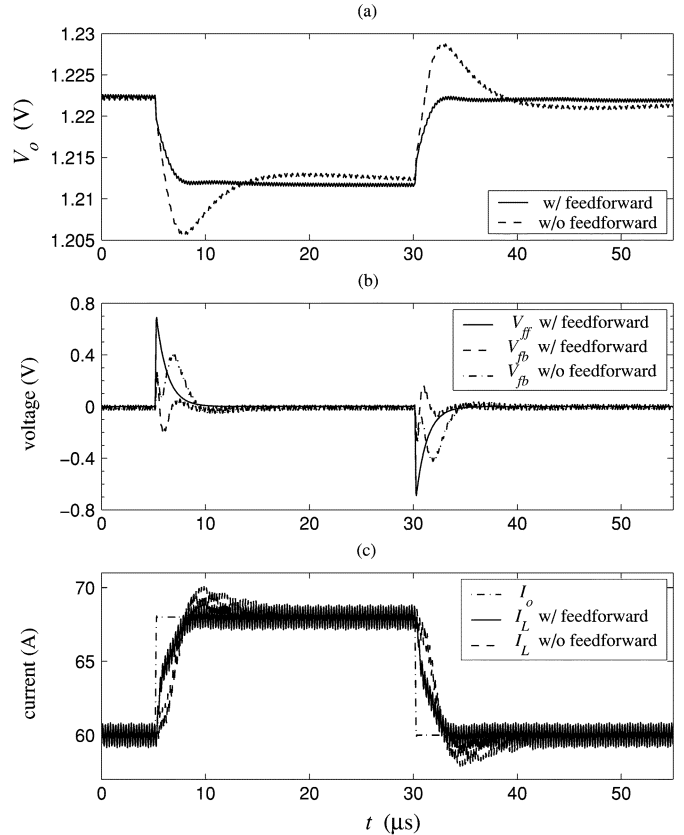 (a)
1.23
1.225
1.22
1.215
1.21
1.205
V_o (V)
w/ feedforward
w/o feedforward
0 10 20 30 40 50
(b)
0.8
0.4
0
−0.4
−0.8
voltage (V)
V_ff w/ feedforward
V_fb w/ feedforward
V_fb w/o feedforward
0 10 20 30 40 50
(c)
70
65
60
current (A)
I_o
I_L w/ feedforward
I_L w/o feedforward
0 10 20 30 40 50
t (μs)